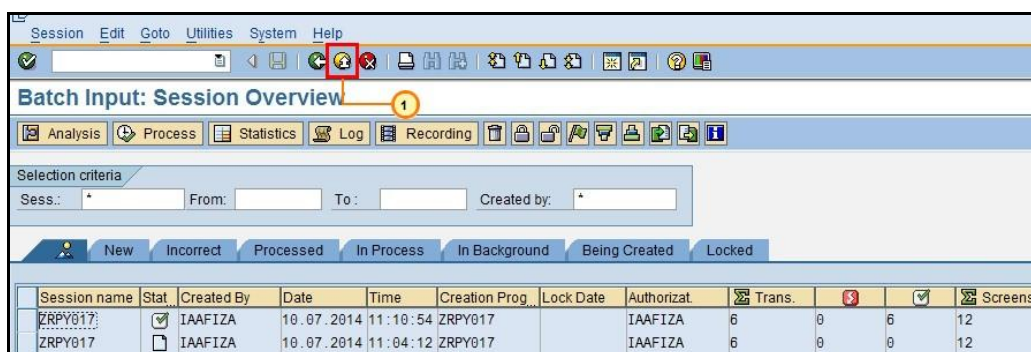 Session Edit Goto Utilities System Help
Batch Input: Session Overview
1
Analysis Process Statistics Log Recording
Selection criteria
Sess.: * From: To: Created by: *
New Incorrect Processed In Process In Background Being Created Locked
Session name Stat Created By Date Time Creation Prog Lock Date Authorizat. Trans. Screens
ZRPY017 IAAFIZA 10.07.2014 11:10:54 ZRPY017 IAAFIZA 6 0 6 12
ZRPY017 IAAFIZA 10.07.2014 11:04:12 ZRPY017 IAAFIZA 6 0 0 12